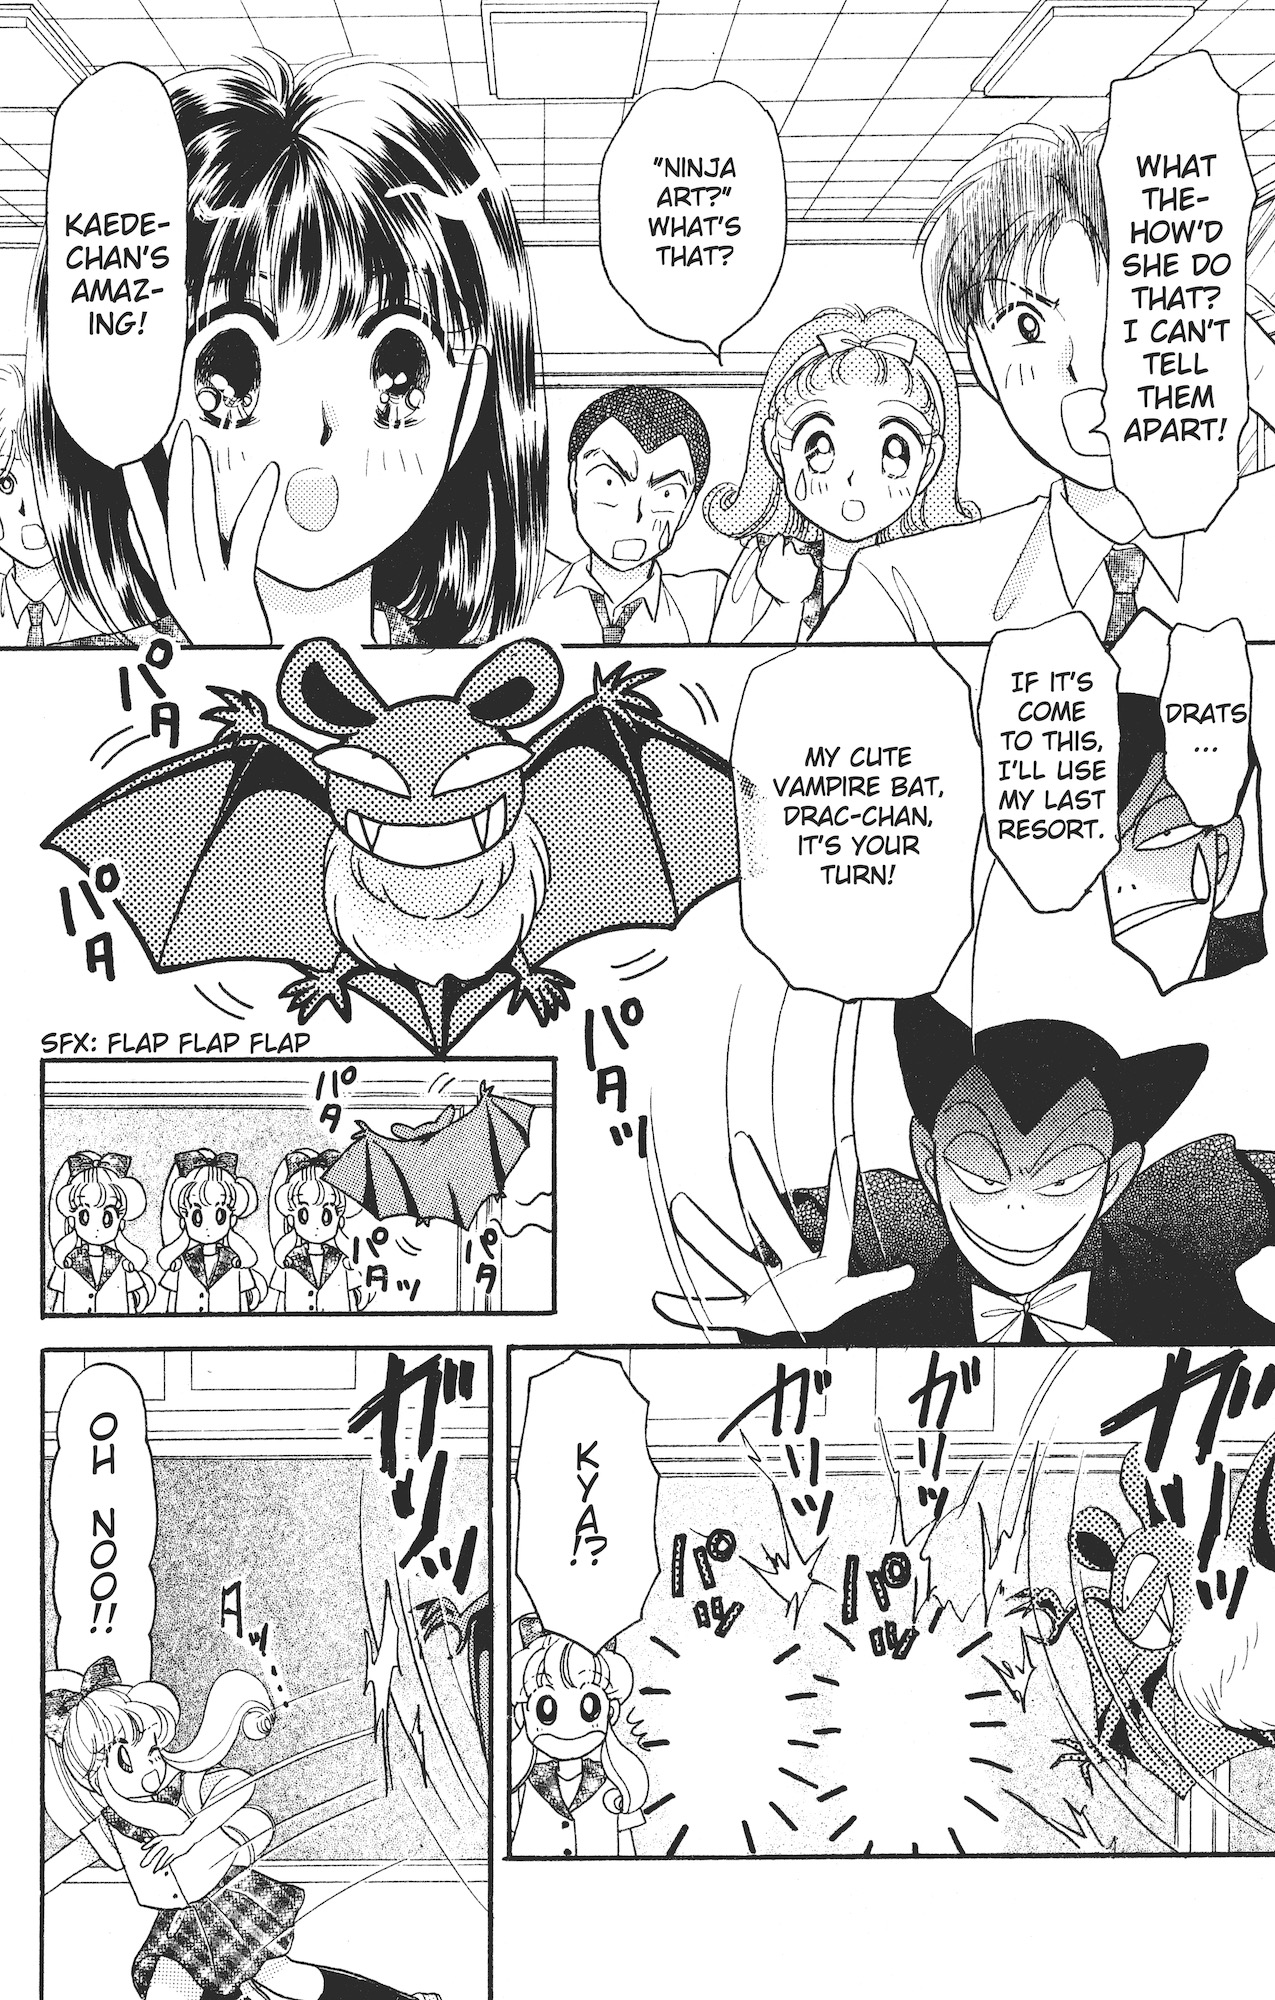 WHAT
THE-
HOW'D
SHE DO
THAT?
I CAN'T
TELL
THEM
APART!
"NINJA
ART?"
WHAT'S
THAT?
KAEDE-
CHAN'S
AMAZ-
ING!
DRATS
...
IF IT'S
COME
TO THIS,
I'LL USE
MY LAST
RESORT.
MY CUTE
VAMPIRE BAT,
DRAC-CHAN,
IT'S YOUR
TURN!
パタ
パタ
パタッ
SFX: FLAP FLAP FLAP
パタ
パタッ
パタ
ガリッ
ガリッ
ガリッ
パッ
パッ
KYA!?
ガリッ
OH NOO!!
タッ...